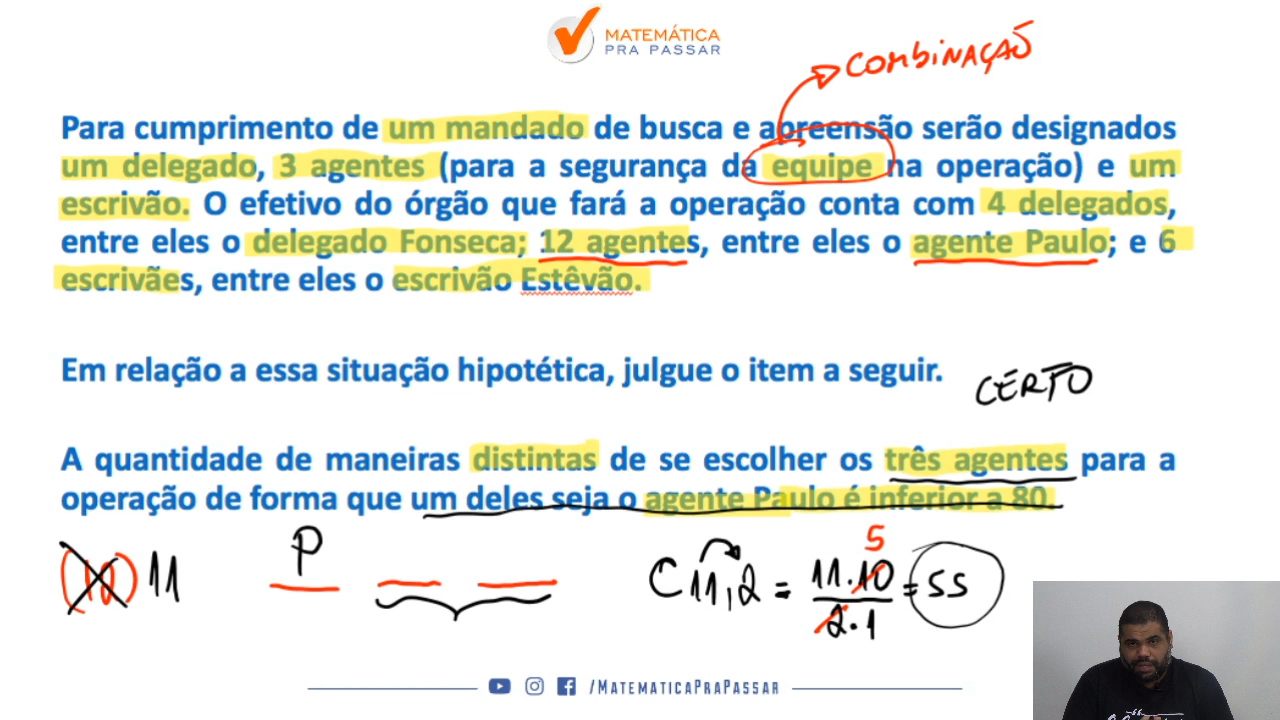 MATEMÁTICA
PRA PASSAR
COMBINAÇÃO
Para cumprimento de um mandado de busca e apreensão serão designados
um delegado, 3 agentes (para a segurança da equipe na operação) e um
escrivão. O efetivo do órgão que fará a operação conta com 4 delegados,
entre eles o delegado Fonseca; 12 agentes, entre eles o agente Paulo; e 6
escrivães, entre eles o escrivão Estêvão.
Em relação a essa situação hipotética, julgue o item a seguir.
CERTO
A quantidade de maneiras distintas de se escolher os três agentes para a
operação de forma que um deles seja o agente Paulo é inferior a 80.
(12) 11
P
5
C11,2 = 11.10 = 55
2.1
/MATEMATICAPRAPASSAR